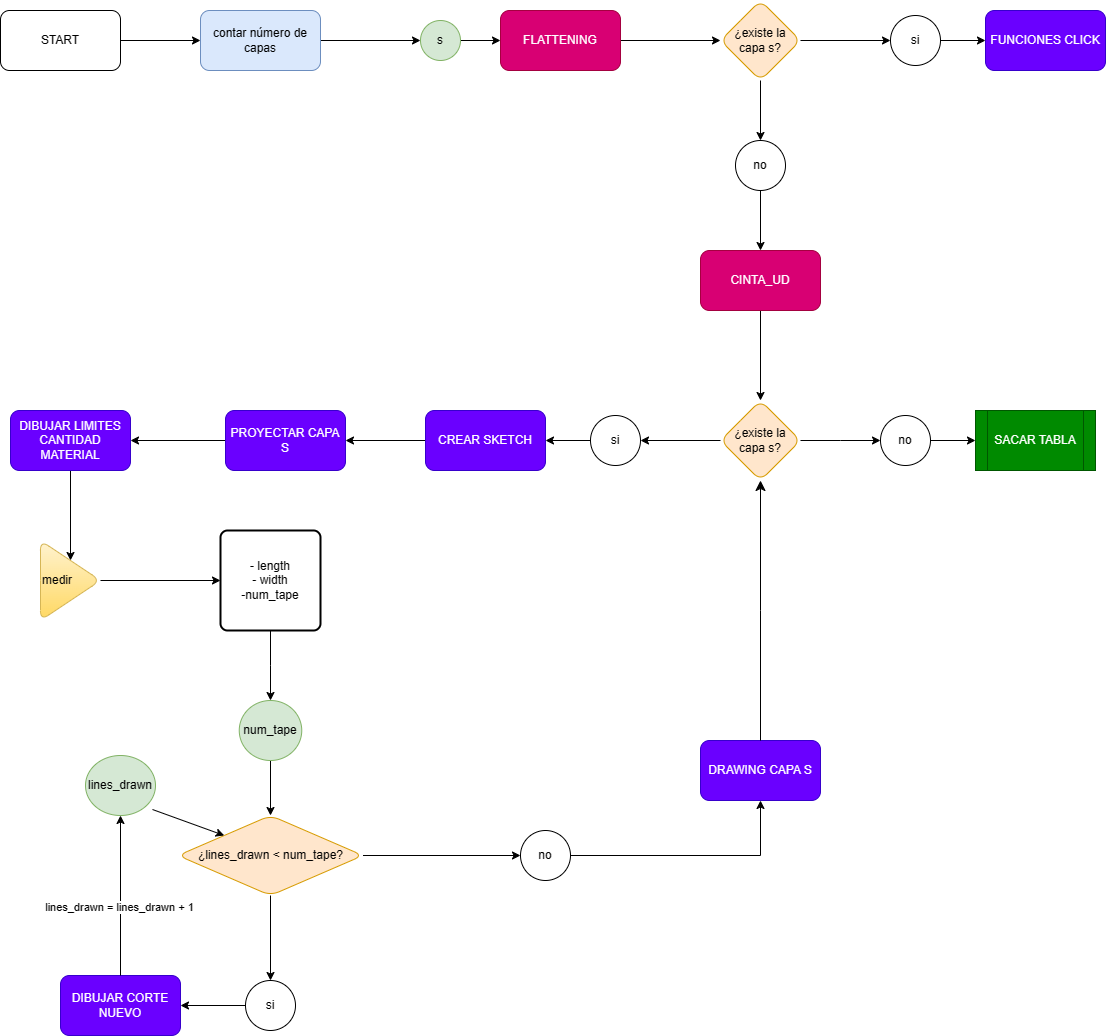 START
contar número de
capas
s
FLATTENING
¿existe la
capa s?
si
FUNCIONES CLICK
no
CINTA_UD
¿existe la
capa s?
no
SACAR TABLA
si
CREAR SKETCH
PROYECTAR CAPA
S
DIBUJAR LIMITES
CANTIDAD
MATERIAL
medir
- length
- width
-num_tape
num_tape
lines_drawn
¿lines_drawn < num_tape?
no
DRAWING CAPA S
lines_drawn = lines_drawn + 1
si
DIBUJAR CORTE
NUEVO